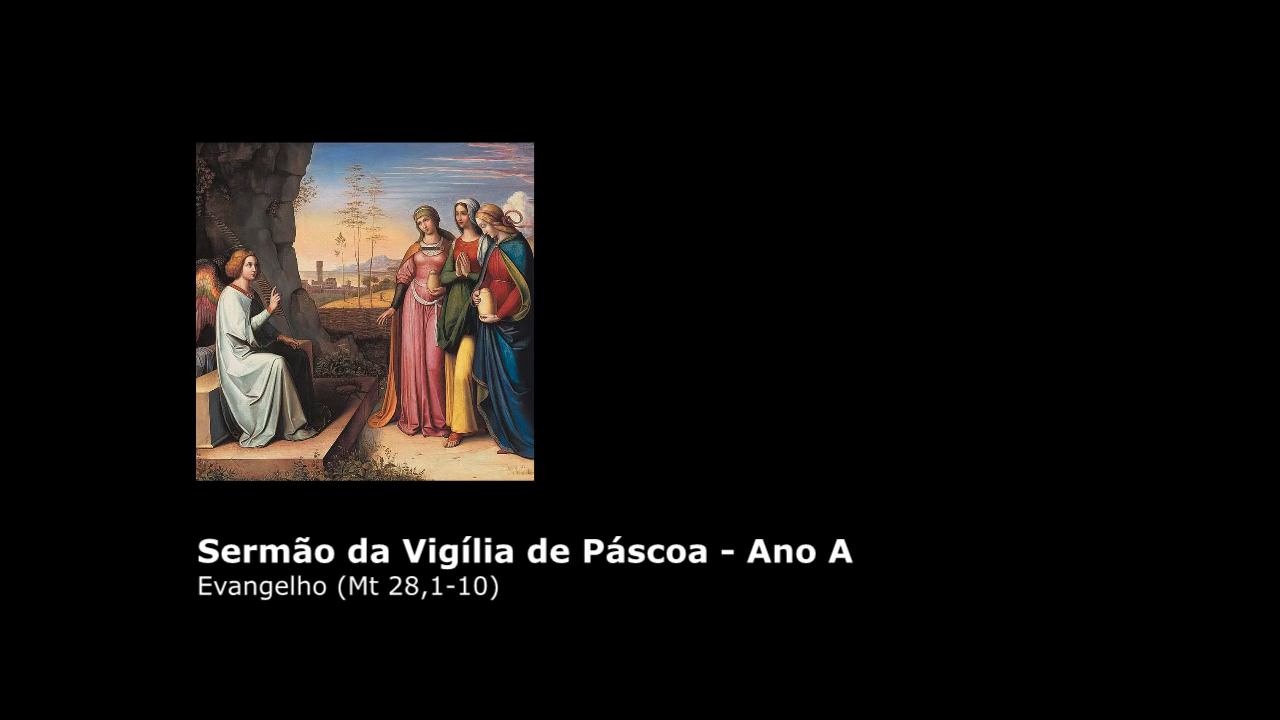 Sermão da Vigília de Páscoa - Ano A
Evangelho (Mt 28,1-10)